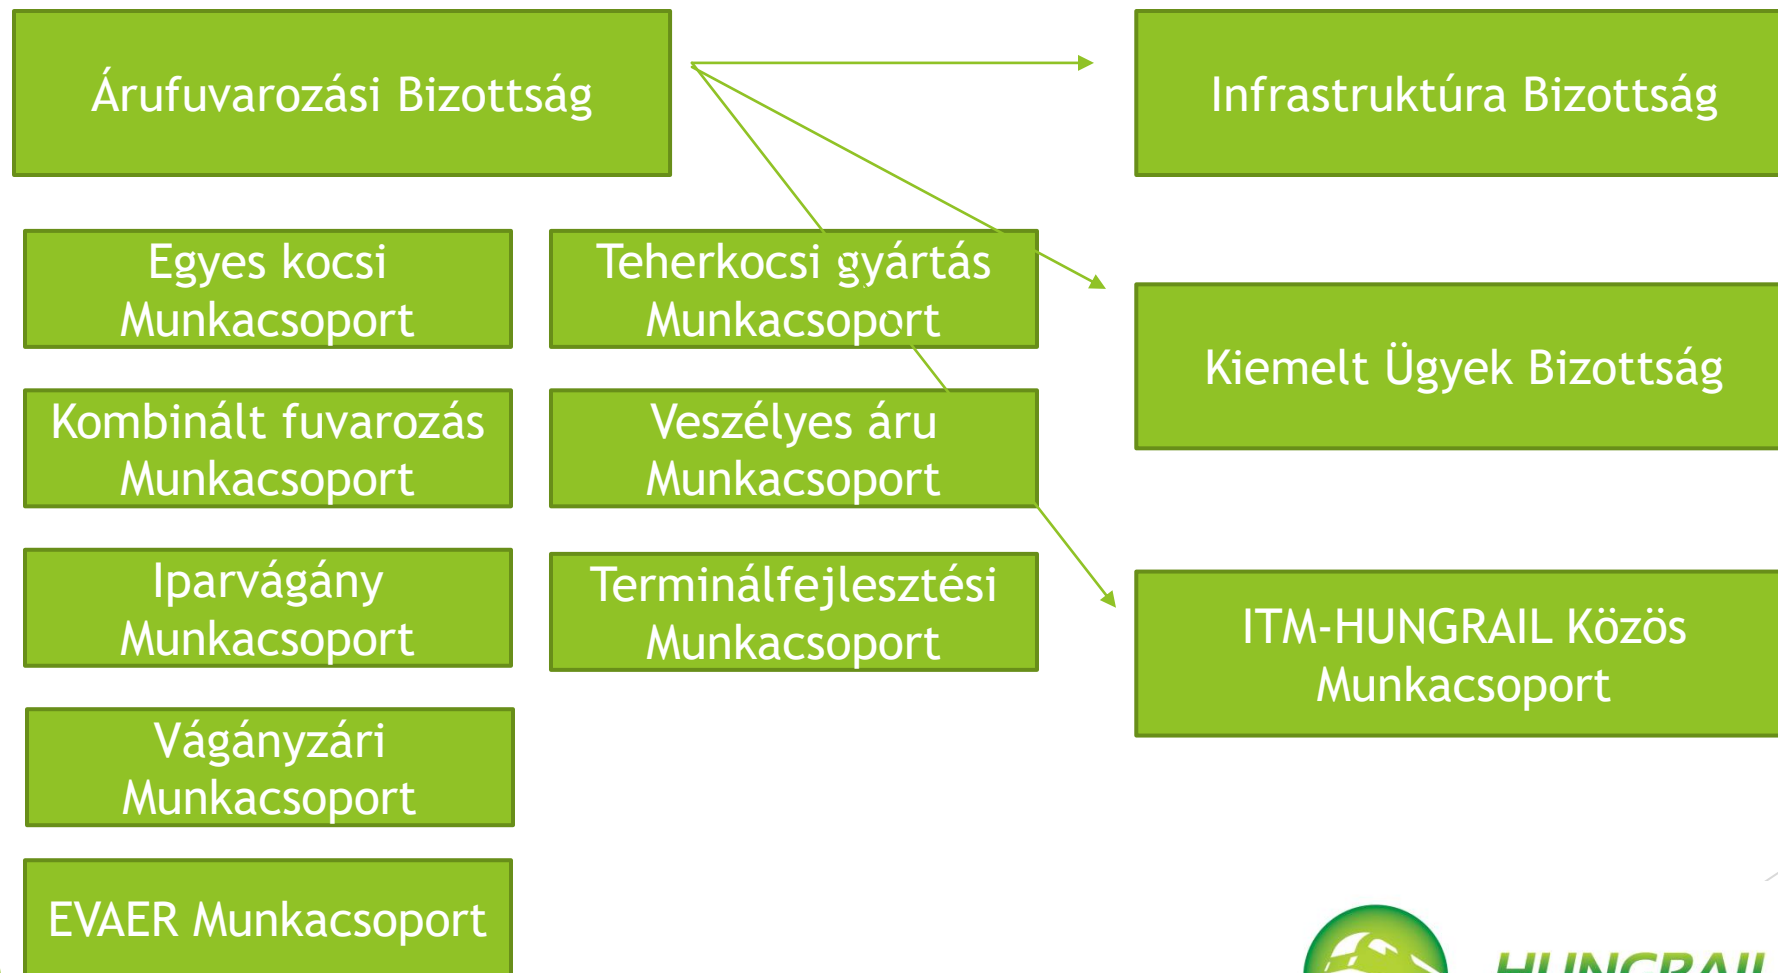 Árufuvarozási Bizottság
Infrastruktúra Bizottság
Egyes kocsi
Munkacsoport
Teherkocsi gyártás
Munkacsoport
Kiemelt Ügyek Bizottság
Kombinált fuvarozás
Munkacsoport
Veszélyes áru
Munkacsoport
Iparvágány
Munkacsoport
Terminálfejlesztési
Munkacsoport
ITM-HUNGRAIL Közös
Munkacsoport
Vágányzári
Munkacsoport
EVAER Munkacsoport
HUNGRAIL